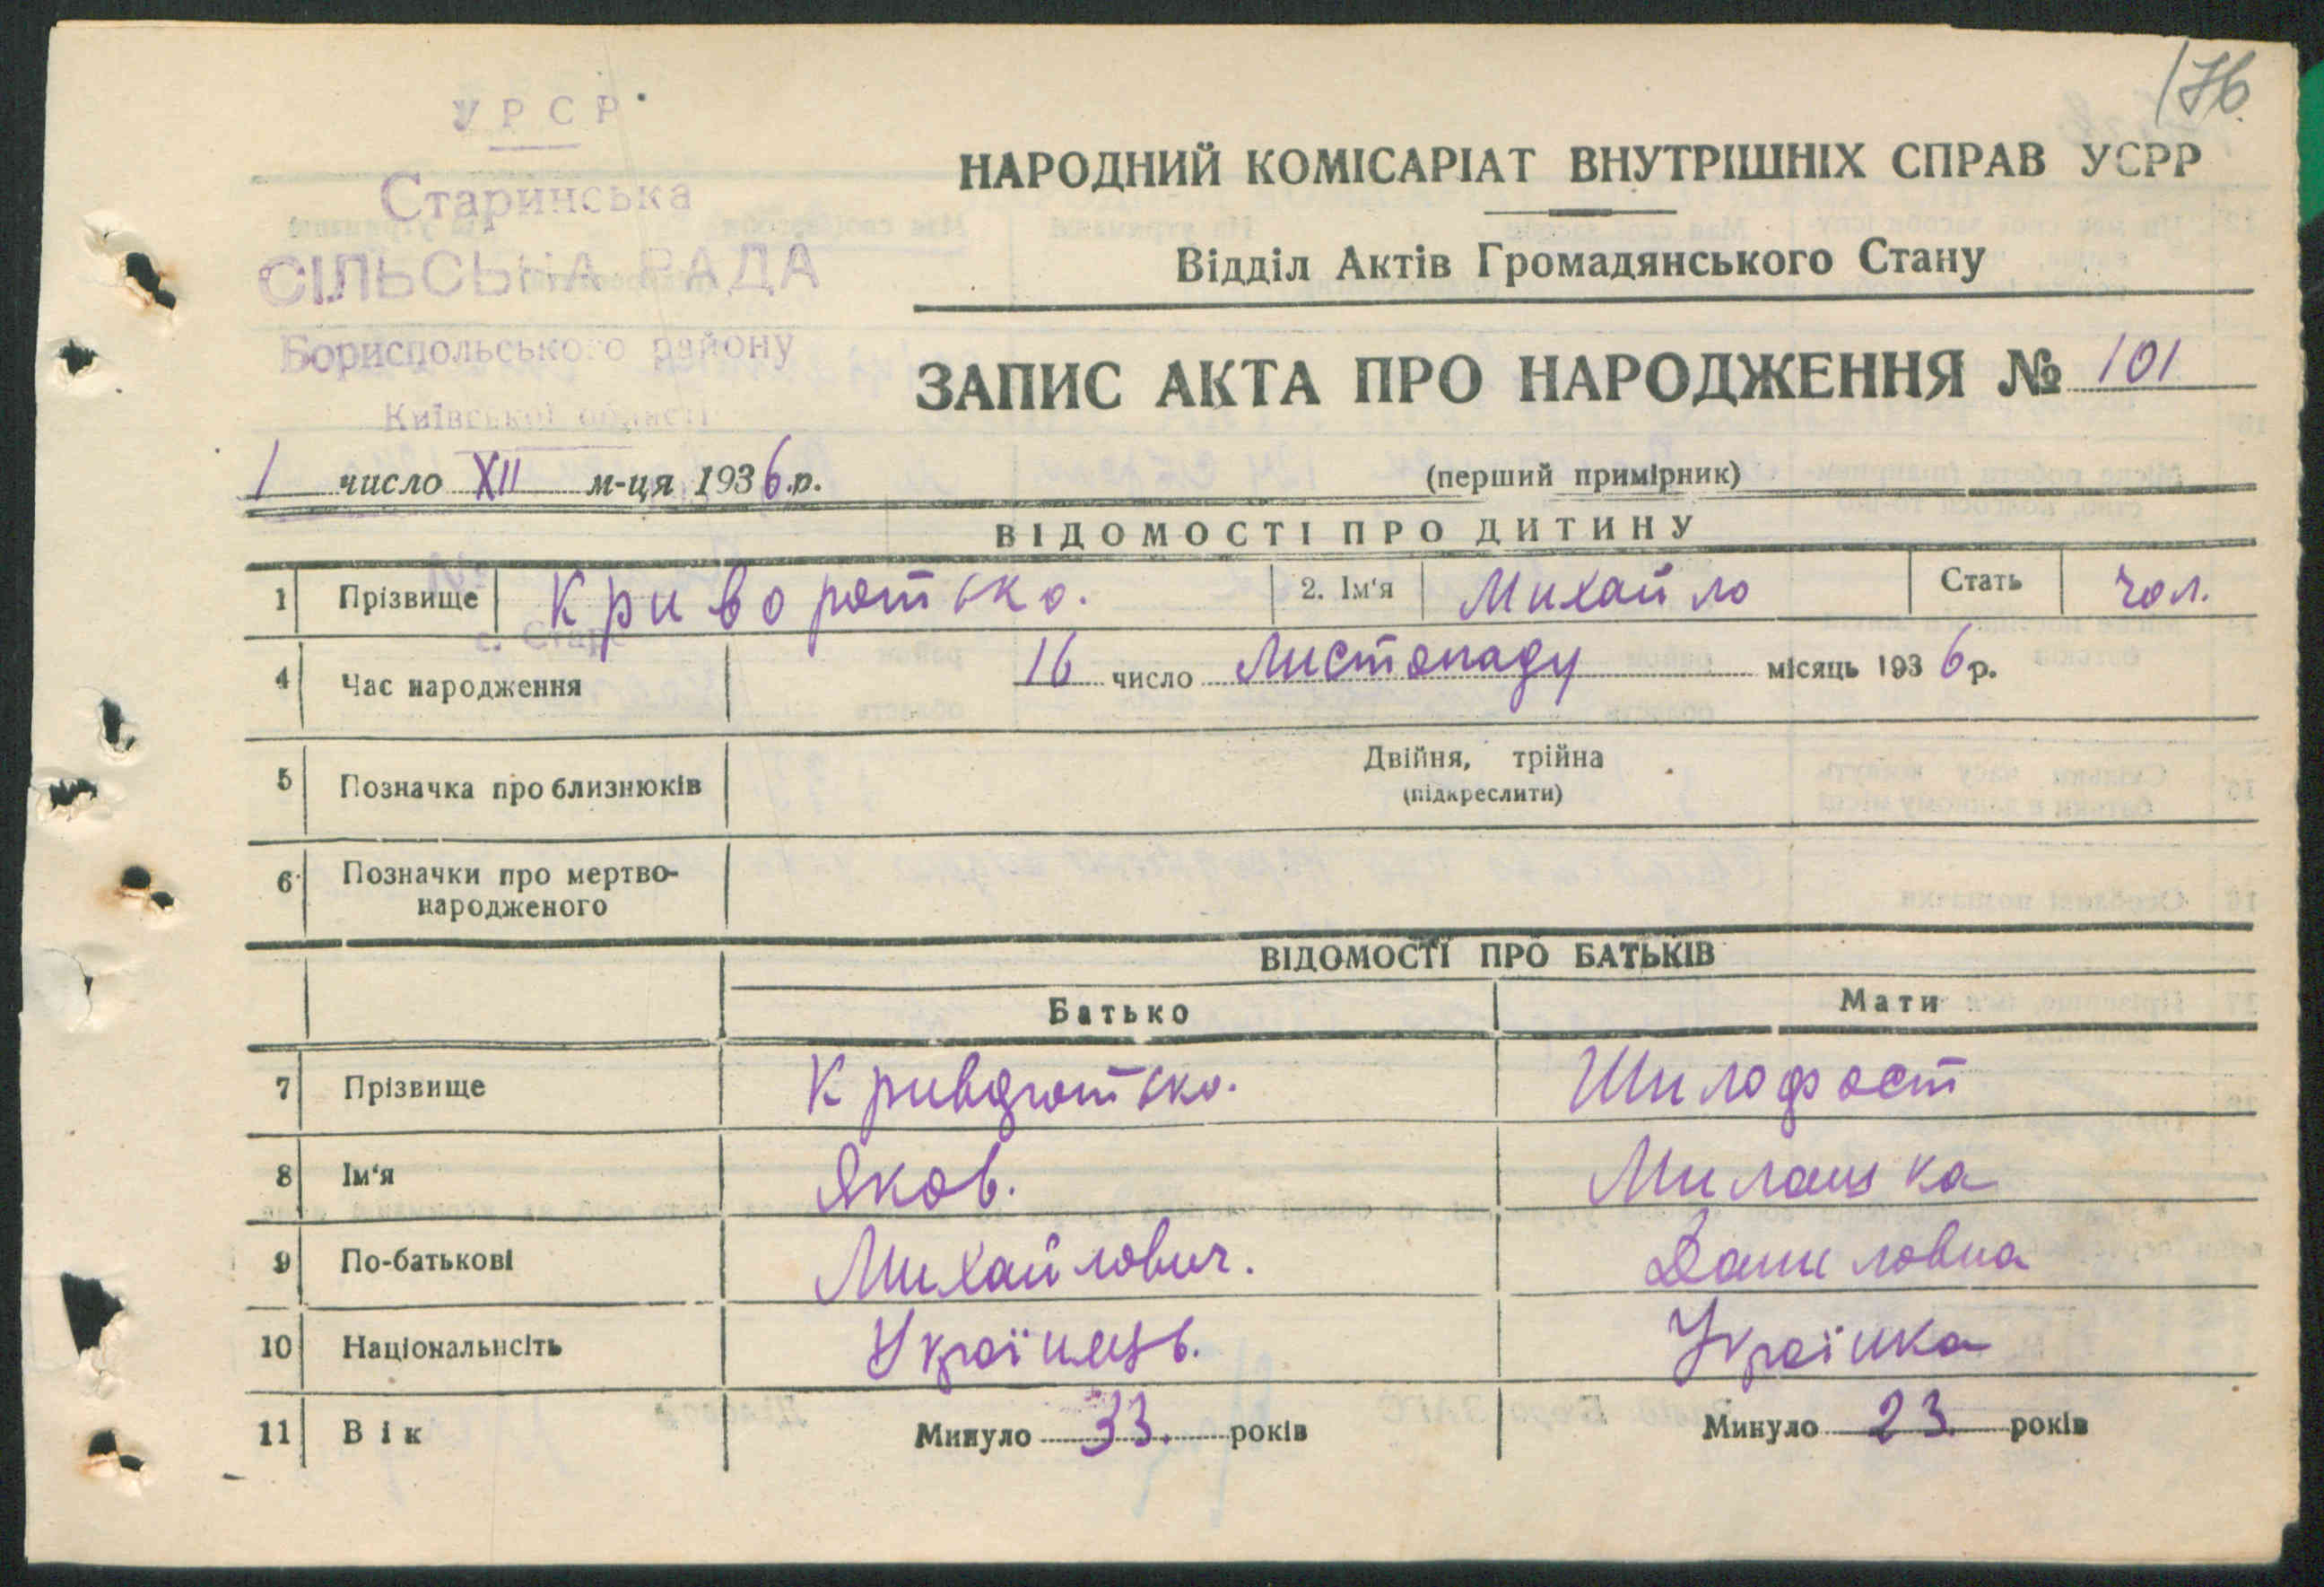 176
УРСР
Старинська
СІЛЬСЬКА РАДА
Бориспольського району
Київської області
с. Старе
НАРОДНИЙ КОМІСАРІАТ ВНУТРІШНІХ СПРАВ УСРР
Відділ Актів Громадянського Стану
ЗАПИС АКТА ПРО НАРОДЖЕННЯ № 101
1 число XII м-ця 1936 р.
(перший примірник)
ВІДОМОСТІ ПРО ДИТИНУ
1 Прізвище Криворотько. 2. Ім'я Михайло Стать чол.
4 Час народження 16 число Листопаду місяць 1936 р.
5 Позначка про близнюків Двійня, трійна
(підкреслити)
6 Позначки про мертво-
народженого
ВІДОМОСТІ ПРО БАТЬКІВ
Батько Мати
7 Прізвище Криворотько. Шилофост
8 Ім'я Яков. Милашка
9 По-батькові Михайлович. Даниловна
10 Національнсіть Українець. Українка
11 Вік Минуло 33. років Минуло 23. років